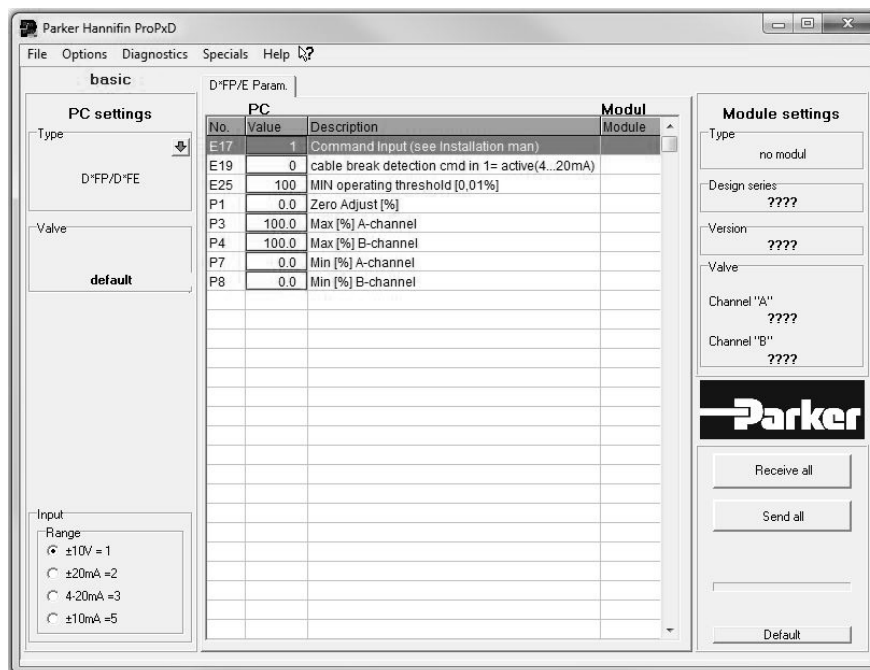 Parker Hannifin ProPxD
File Options Diagnostics Specials Help
basic
PC settings
Type
D*FP/D*FE
Valve
default
Input
Range
±10V = 1
±20mA =2
4-20mA =3
±10mA =5
D*FP/E Param.
PC Modul
No. Value Description Module
E17 1 Command Input (see Installation man)
E19 0 cable break detection cmd in 1= active(4...20mA)
E25 100 MIN operating threshold [0,01%]
P1 0.0 Zero Adjust [%]
P3 100.0 Max [%] A-channel
P4 100.0 Max [%] B-channel
P7 0.0 Min [%] A-channel
P8 0.0 Min [%] B-channel
Module settings
Type
no modul
Design series
????
Version
????
Valve
Channel "A"
????
Channel "B"
????
Parker
Receive all
Send all
Default